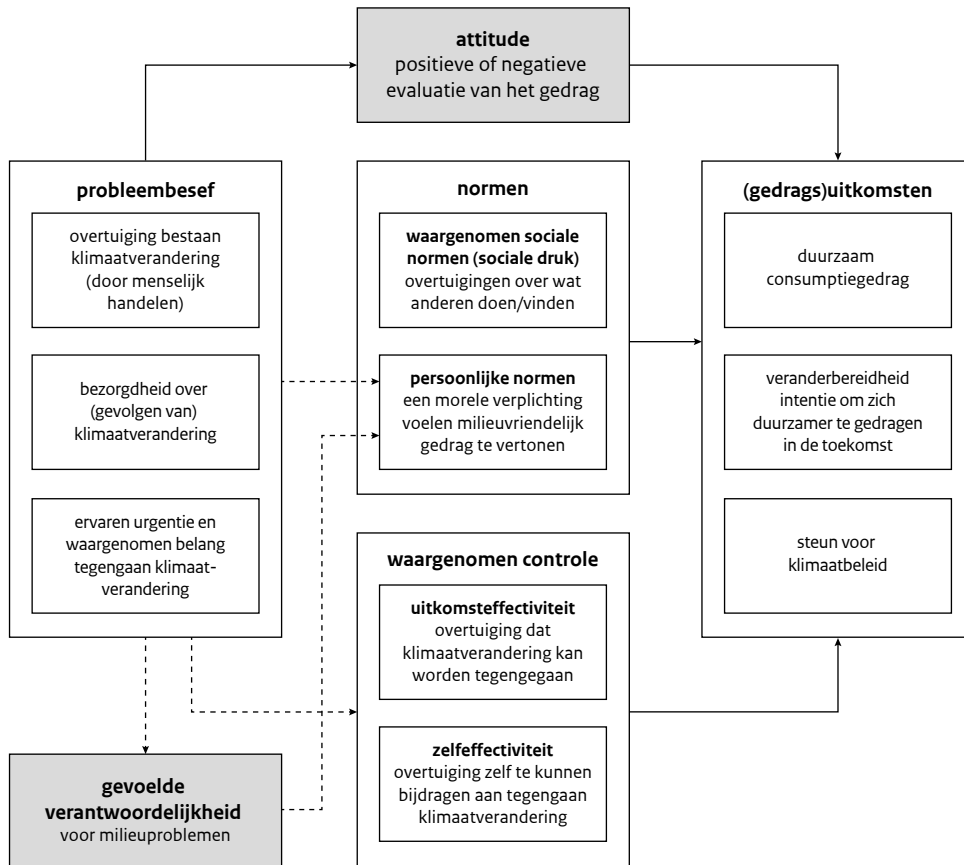 attitude
positieve of negatieve
evaluatie van het gedrag
probleembesef
overtuiging bestaan
klimaatverandering
(door menselijk
handelen)
bezorgdheid over
(gevolgen van)
klimaatverandering
ervaren urgentie en
waargenomen belang
tegengaan klimaat-
verandering
gevoelde
verantwoordelijkheid
voor milieuproblemen
normen
waargenomen sociale
normen (sociale druk)
overtuigingen over wat
anderen doen/vinden
persoonlijke normen
een morele verplichting
voelen milieuvriendelijk
gedrag te vertonen
waargenomen controle
uitkomsteffectiviteit
overtuiging dat
klimaatverandering kan
worden tegengegaan
zelfeffectiviteit
overtuiging zelf te kunnen
bijdragen aan tegengaan
klimaatverandering
(gedrags)uitkomsten
duurzaam
consumptiegedrag
veranderbereidheid
intentie om zich
duurzamer te gedragen
in de toekomst
steun voor
klimaatbeleid